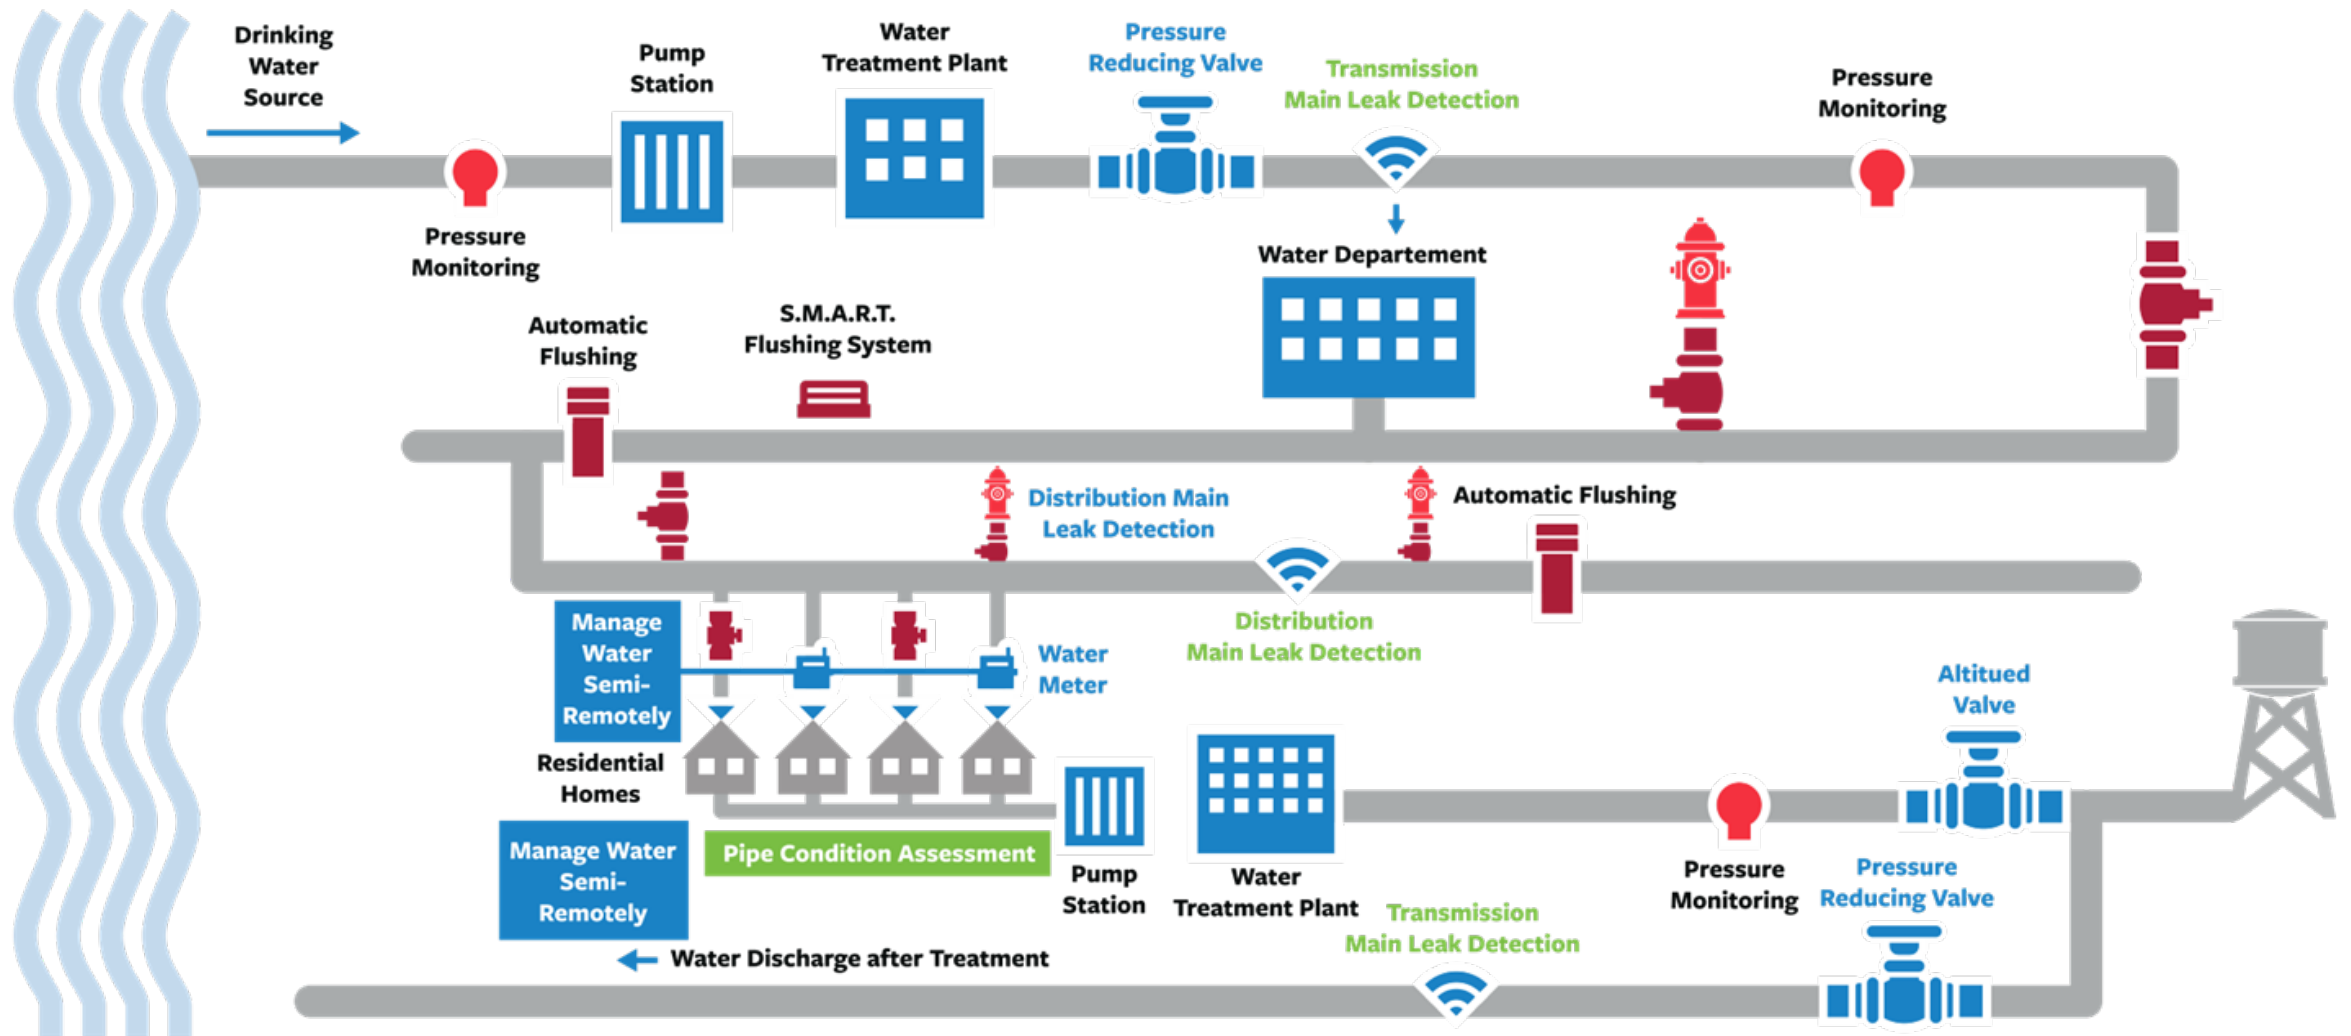 Drinking
Water
Source
Pump
Station
Water
Treatment Plant
Pressure
Reducing Valve
Transmission
Main Leak Detection
Pressure
Monitoring
Pressure
Monitoring
Water Departement
Automatic
Flushing
S.M.A.R.T.
Flushing System
Distribution Main
Leak Detection
Automatic Flushing
Manage
Water
Semi-
Remotely
Water
Meter
Distribution
Main Leak Detection
Altitued
Valve
Residential
Homes
Manage Water
Semi-
Remotely
Pipe Condition Assessment
Pump
Station
Water
Treatment Plant
Pressure
Monitoring
Pressure
Reducing Valve
Transmission
Main Leak Detection
Water Discharge after Treatment